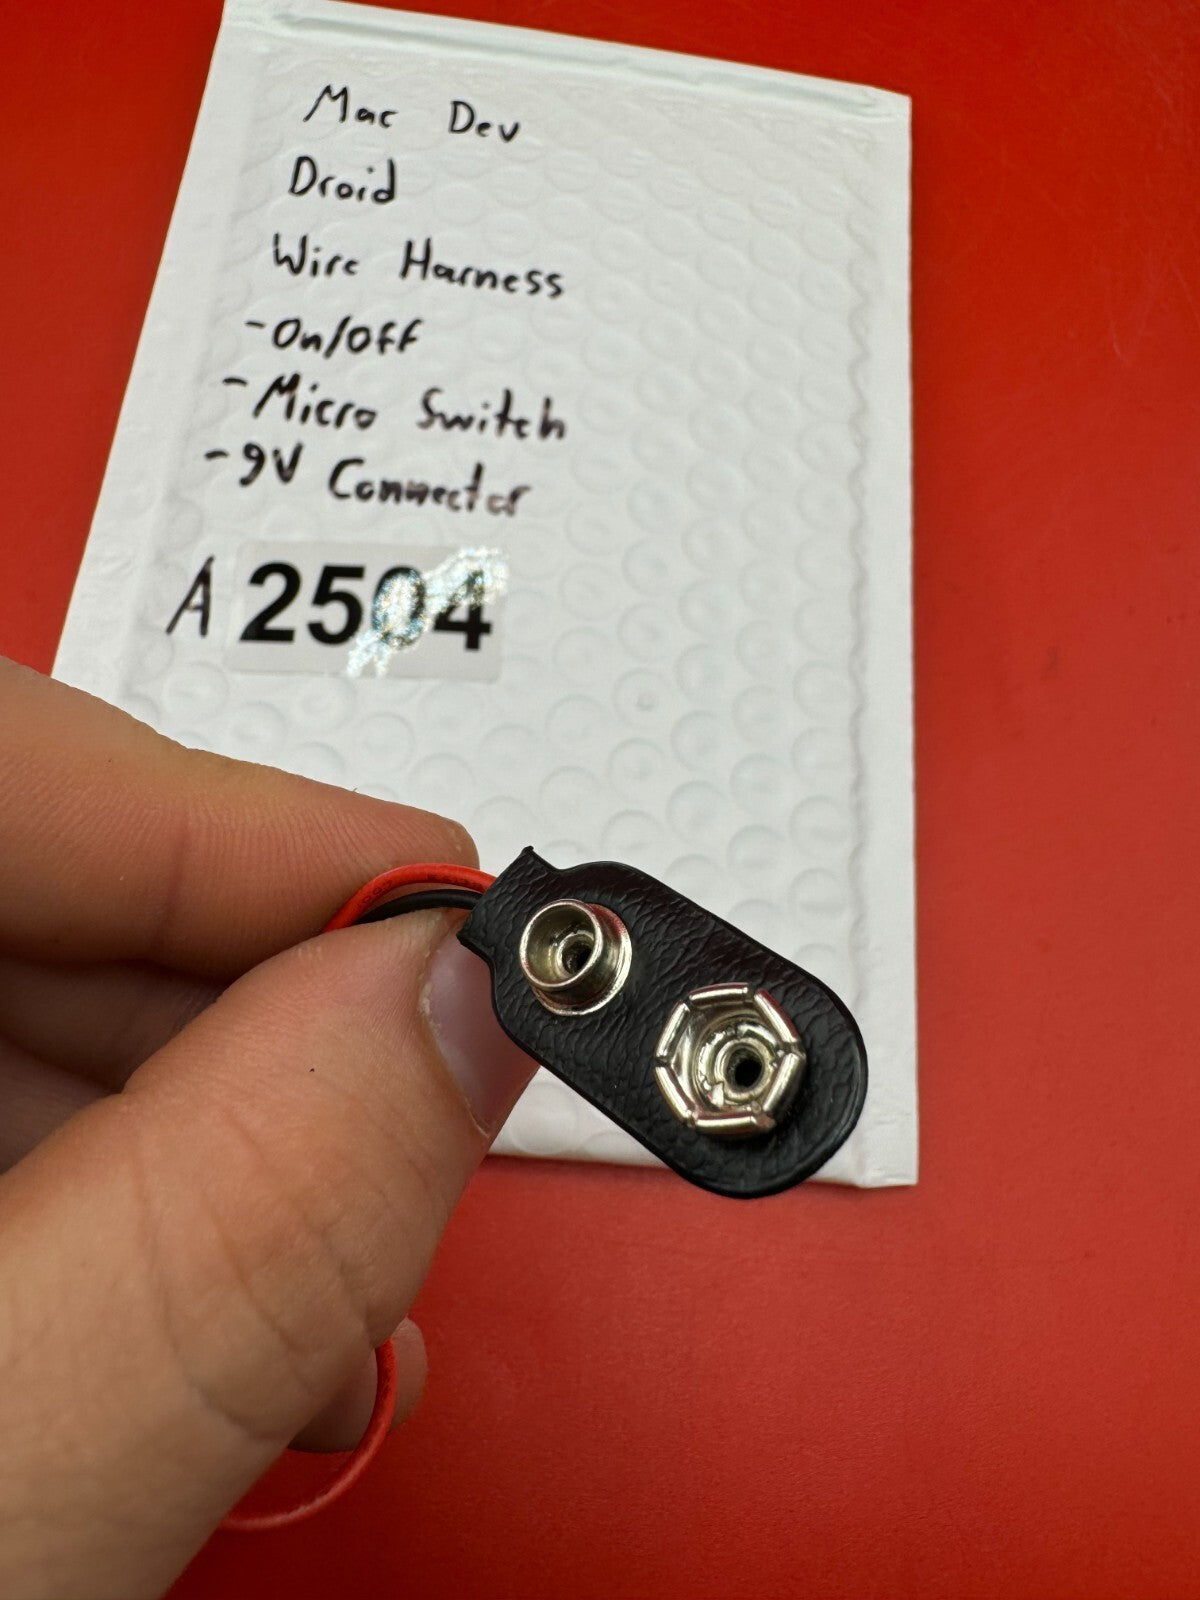 Mac Dev
Droid
Wire Harness
-On/Off
-Micro Switch
-9V Connector
A 2504